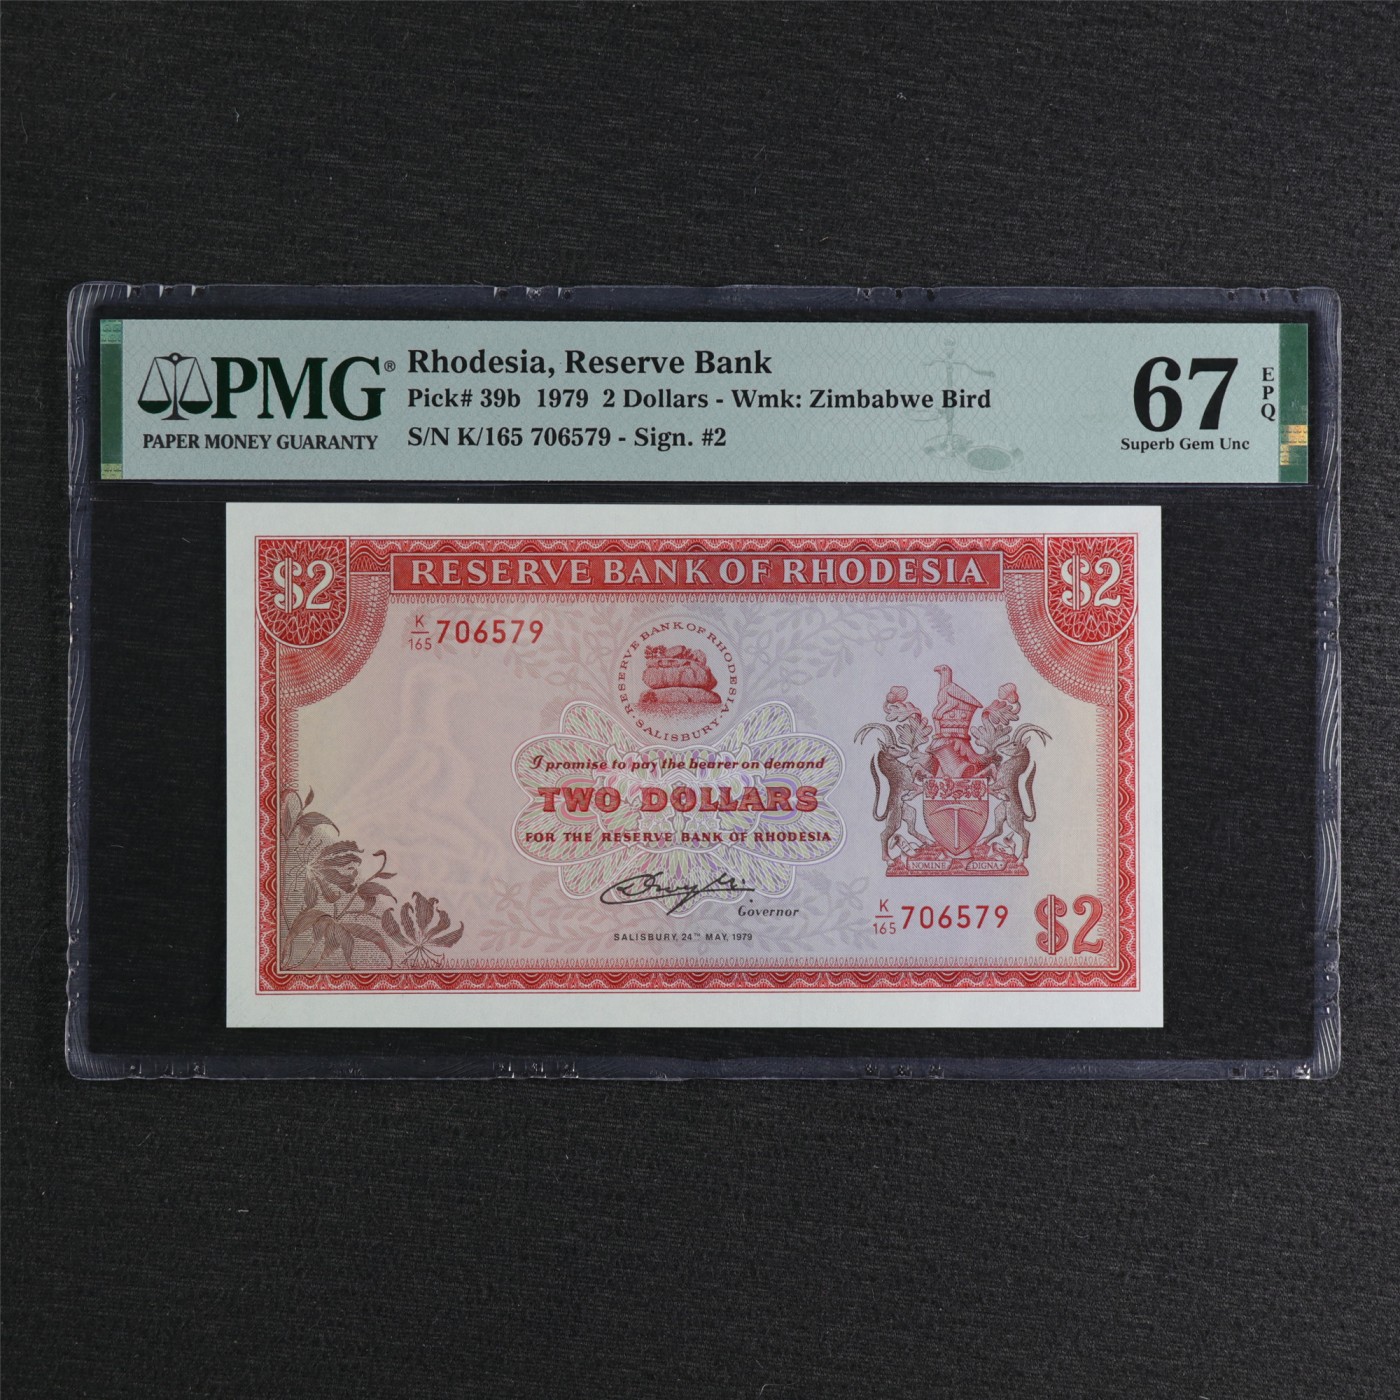 PMG®
PAPER MONEY GUARANTY
Rhodesia, Reserve Bank
Pick# 39b 1979 2 Dollars - Wmk: Zimbabwe Bird
S/N K/165 706579 - Sign. #2
67
Superb Gem Unc
EPQ
$2
RESERVE BANK OF RHODESIA
$2
K/165 706579
RESERVE BANK OF RHODESIA · SALISBURY ·
I promise to pay the bearer on demand
TWO DOLLARS
FOR THE RESERVE BANK OF RHODESIA
Governor
SALISBURY, 24TH MAY, 1979
NOMINE DIGNA
K/165 706579
$2